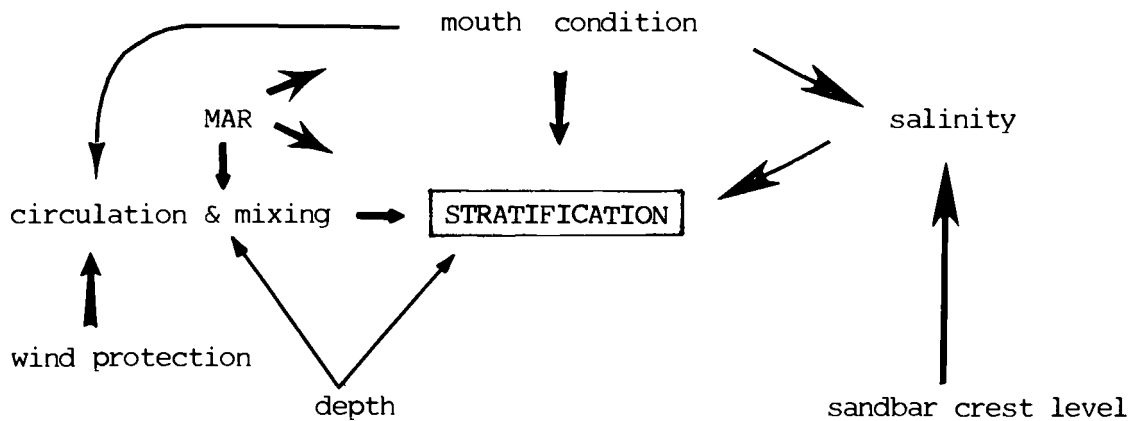 mouth condition
MAR
salinity
circulation & mixing
STRATIFICATION
wind protection
depth
sandbar crest level